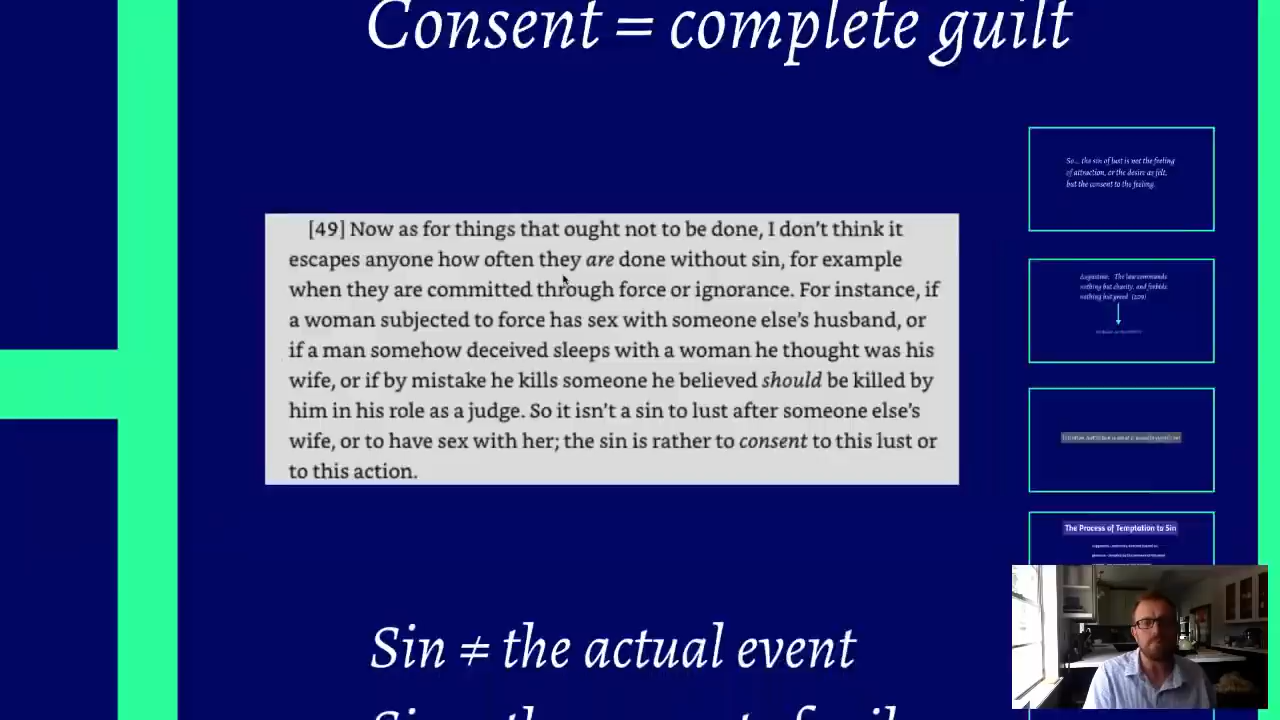 Consent = complete guilt
So... the sin of lust is not the feeling
of attraction, or the desire as felt,
but the consent to the feeling.
[49] Now as for things that ought not to be done, I don't think it
escapes anyone how often they are done without sin, for example
when they are committed through force or ignorance. For instance, if
a woman subjected to force has sex with someone else's husband, or
if a man somehow deceived sleeps with a woman he thought was his
wife, or if by mistake he kills someone he believed should be killed by
him in his role as a judge. So it isn't a sin to lust after someone else's
wife, or to have sex with her; the sin is rather to consent to this lust or
to this action.
Augustine: The law commands
nothing but charity, and forbids
nothing but greed
The Process of Temptation to Sin
Sin ≠ the actual event